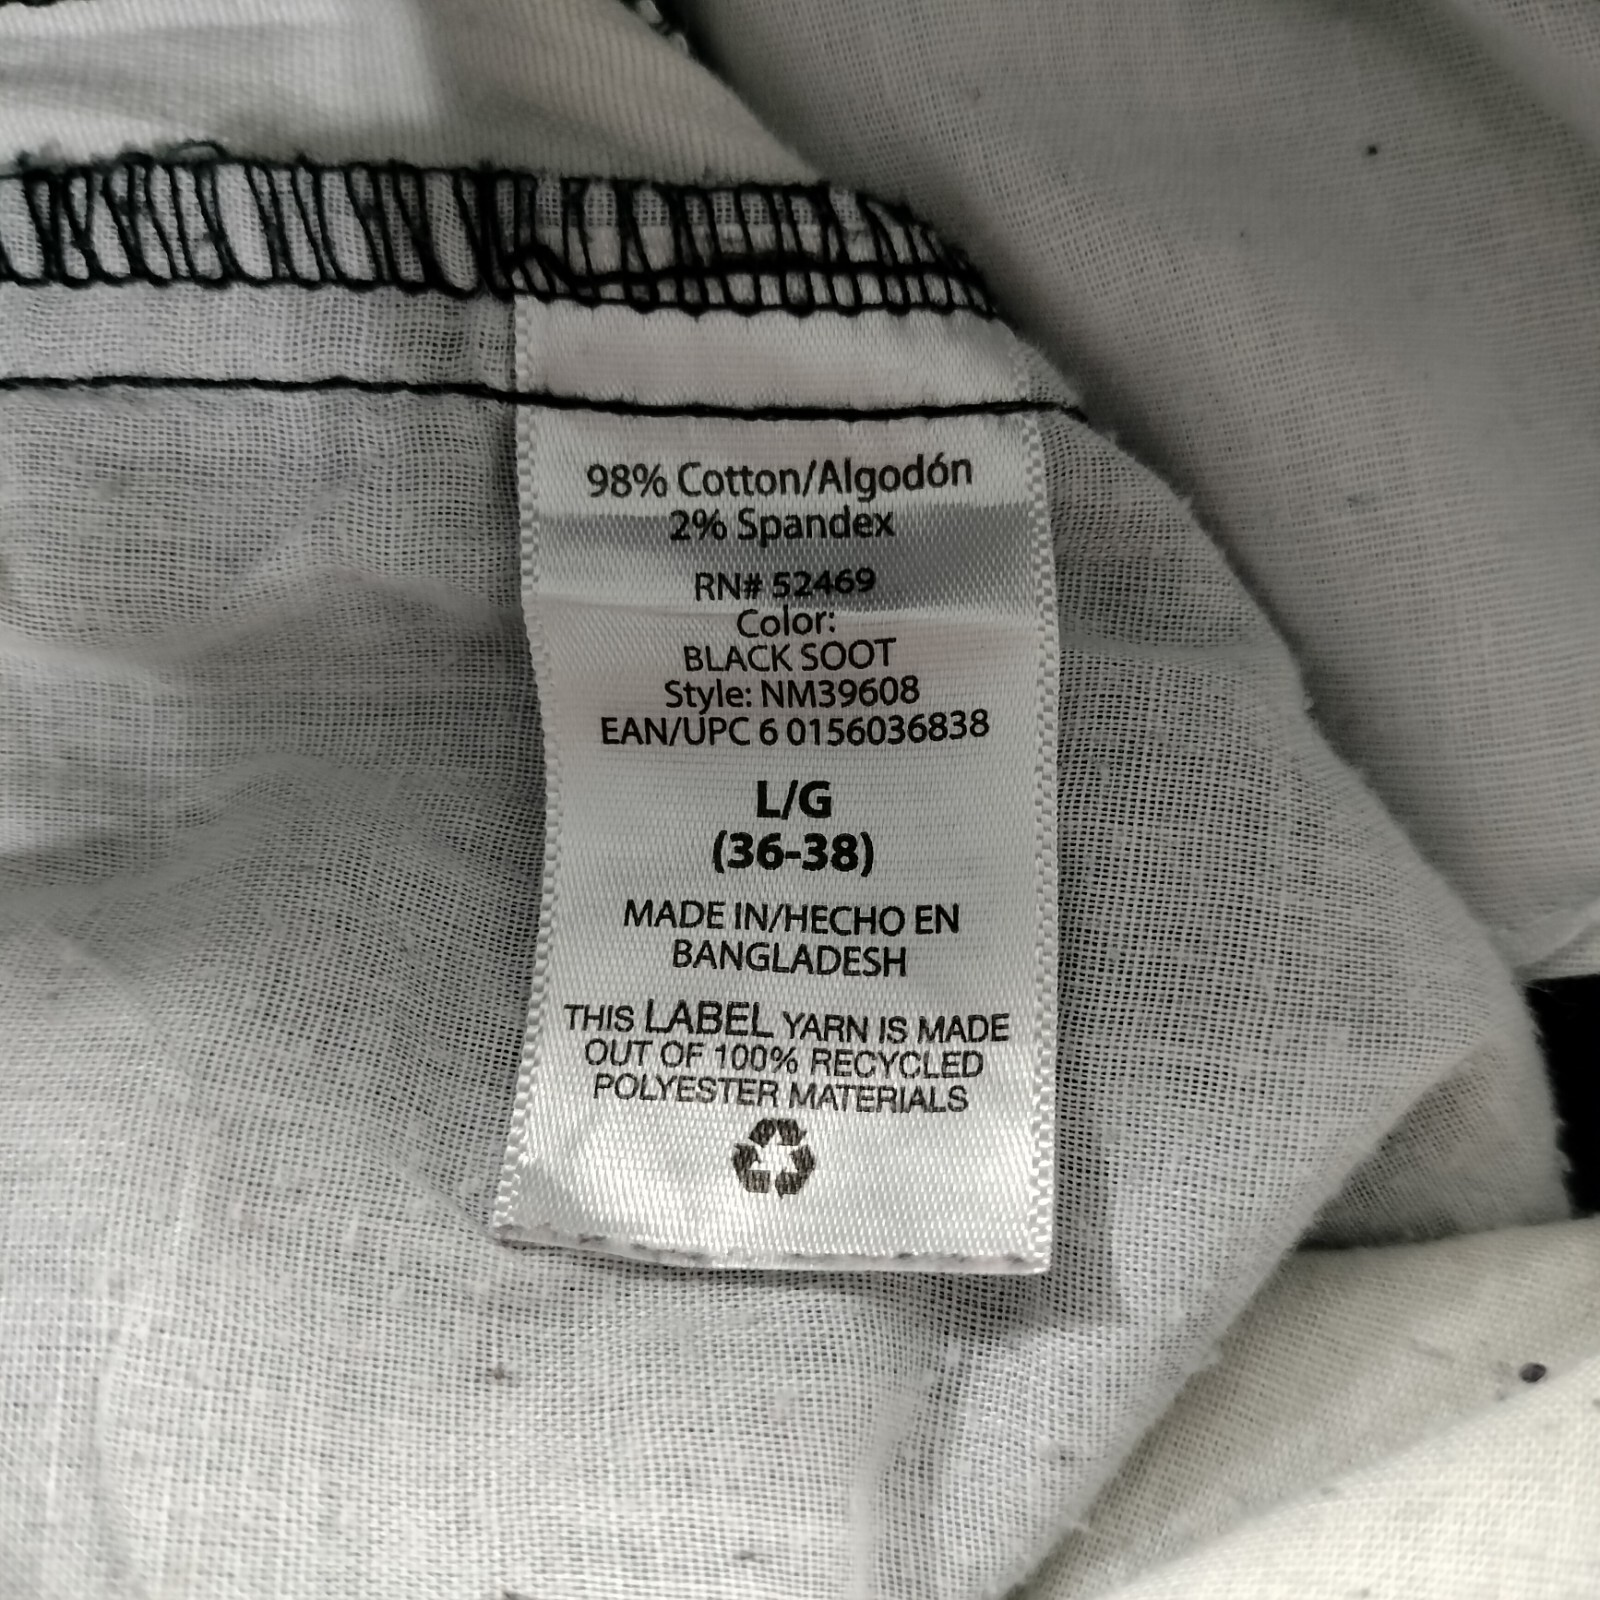 98% Cotton/Algodón
2% Spandex
RN# 52469
Color:
BLACK SOOT
Style: NM39608
EAN/UPC 6 0156036838
L/G
(36-38)
MADE IN/HECHO EN
BANGLADESH
THIS LABEL YARN IS MADE
OUT OF 100% RECYCLED
POLYESTER MATERIALS